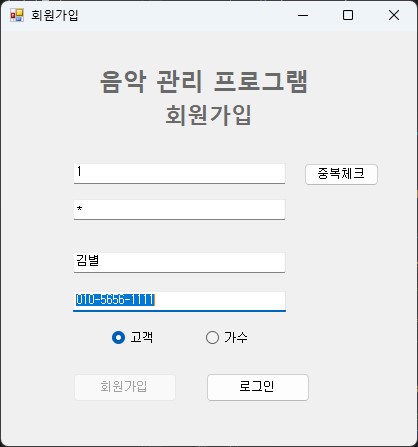 회원가입
음악 관리 프로그램
회원가입
1
중복체크
*
김별
010-5656-1111
고객
가수
회원가입
로그인